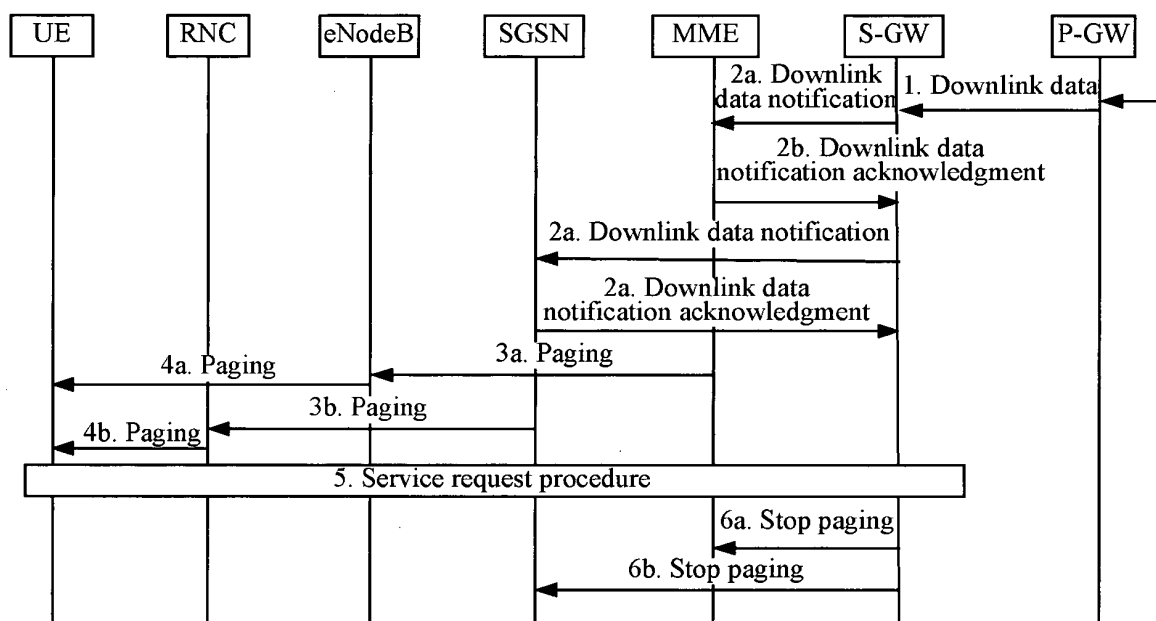 UE RNC eNodeB SGSN MME S-GW P-GW
2a. Downlink
data notification
1. Downlink data
2b. Downlink data
notification acknowledgment
2a. Downlink data notification
2a. Downlink data
notification acknowledgment
3a. Paging
4a. Paging
3b. Paging
4b. Paging
5. Service request procedure
6a. Stop paging
6b. Stop paging